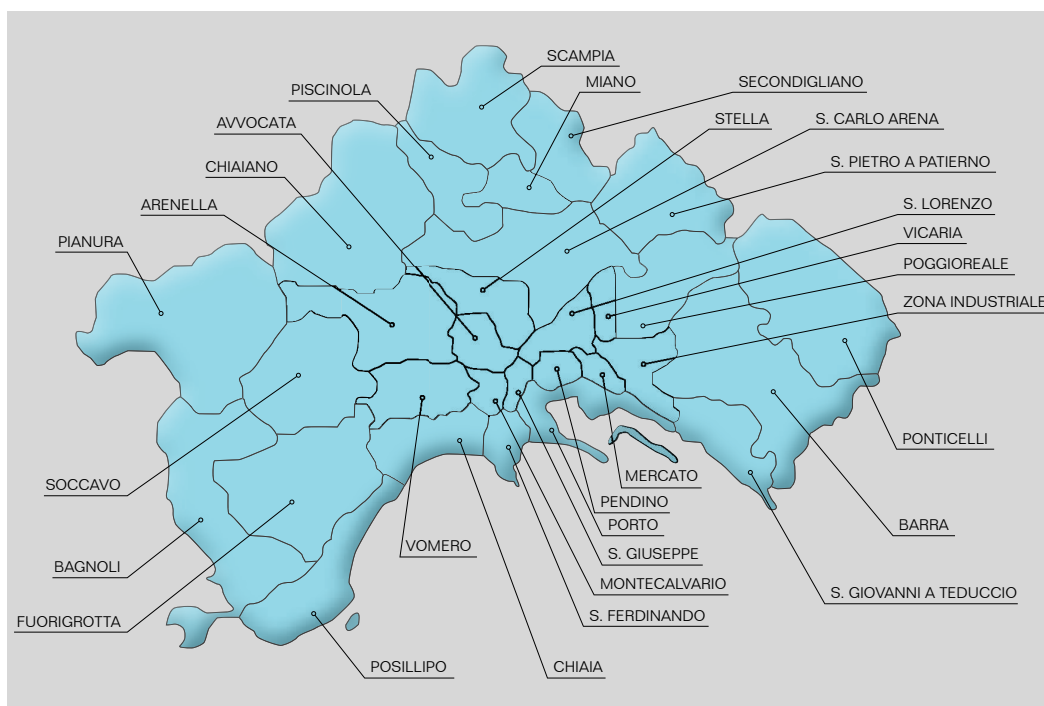 SCAMPIA
MIANO
SECONDIGLIANO
PISCINOLA
STELLA
S. CARLO ARENA
AVVOCATA
S. PIETRO A PATIERNO
CHIAIANO
ARENELLA
S. LORENZO
VICARIA
PIANURA
POGGIOREALE
ZONA INDUSTRIALE
PONTICELLI
MERCATO
SOCCAVO
PENDINO
PORTO
BARRA
VOMERO
S. GIUSEPPE
BAGNOLI
MONTECALVARIO
S. GIOVANNI A TEDUCCIO
S. FERDINANDO
FUORIGROTTA
POSILLIPO
CHIAIA